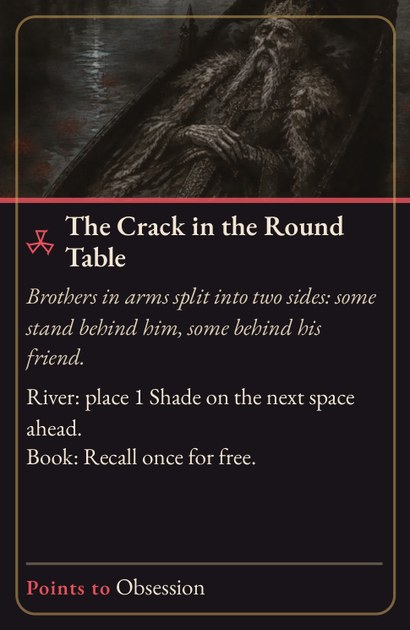 The Crack in the Round
Table
Brothers in arms split into two sides: some
stand behind him, some behind his
friend.
River: place 1 Shade on the next space
ahead.
Book: Recall once for free.
Points to Obsession